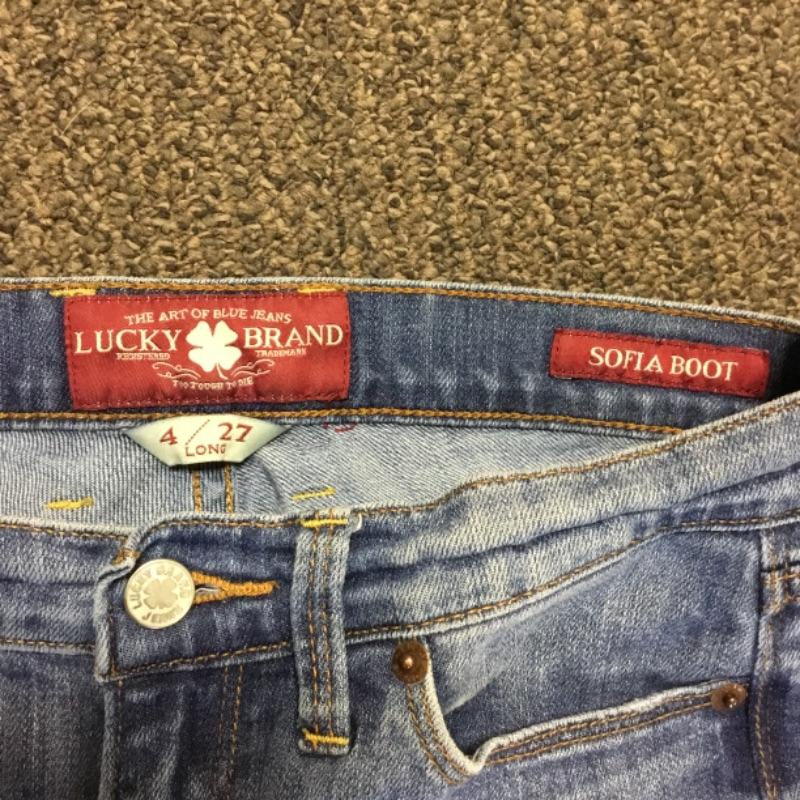 THE ART OF BLUE JEANS
LUCKY BRAND
REGISTERED TRADEMARK
TOO TOUGH TO DIE
SOFIA BOOT
4 / 27
LONG
LUCKY BRAND